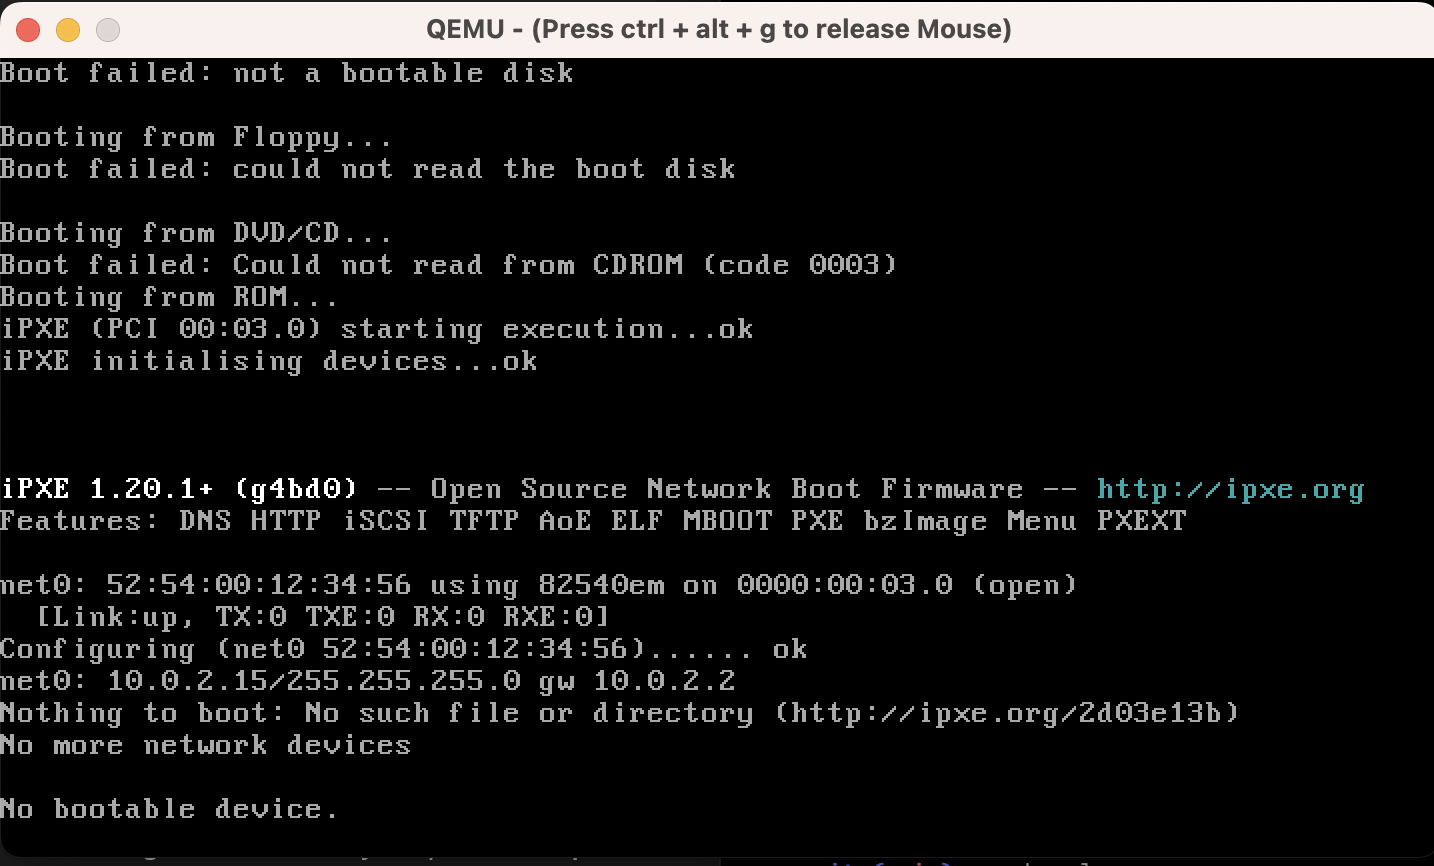 QEMU - (Press ctrl + alt + g to release Mouse)
Boot failed: not a bootable disk
Booting from Floppy...
Boot failed: could not read the boot disk
Booting from DVD/CD...
Boot failed: Could not read from CDROM (code 0003)
Booting from ROM...
iPXE (PCI 00:03.0) starting execution...ok
iPXE initialising devices...ok
iPXE 1.20.1+ (g4bd0) -- Open Source Network Boot Firmware -- http://ipxe.org
Features: DNS HTTP iSCSI TFTP AoE ELF MBOOT PXE bzImage Menu PXEXT
net0: 52:54:00:12:34:56 using 82540em on 0000:00:03.0 (open)
[Link:up, TX:0 TXE:0 RX:0 RXE:0]
Configuring (net0 52:54:00:12:34:56)...... ok
net0: 10.0.2.15/255.255.255.0 gw 10.0.2.2
Nothing to boot: No such file or directory (http://ipxe.org/2d03e13b)
No more network devices
No bootable device.